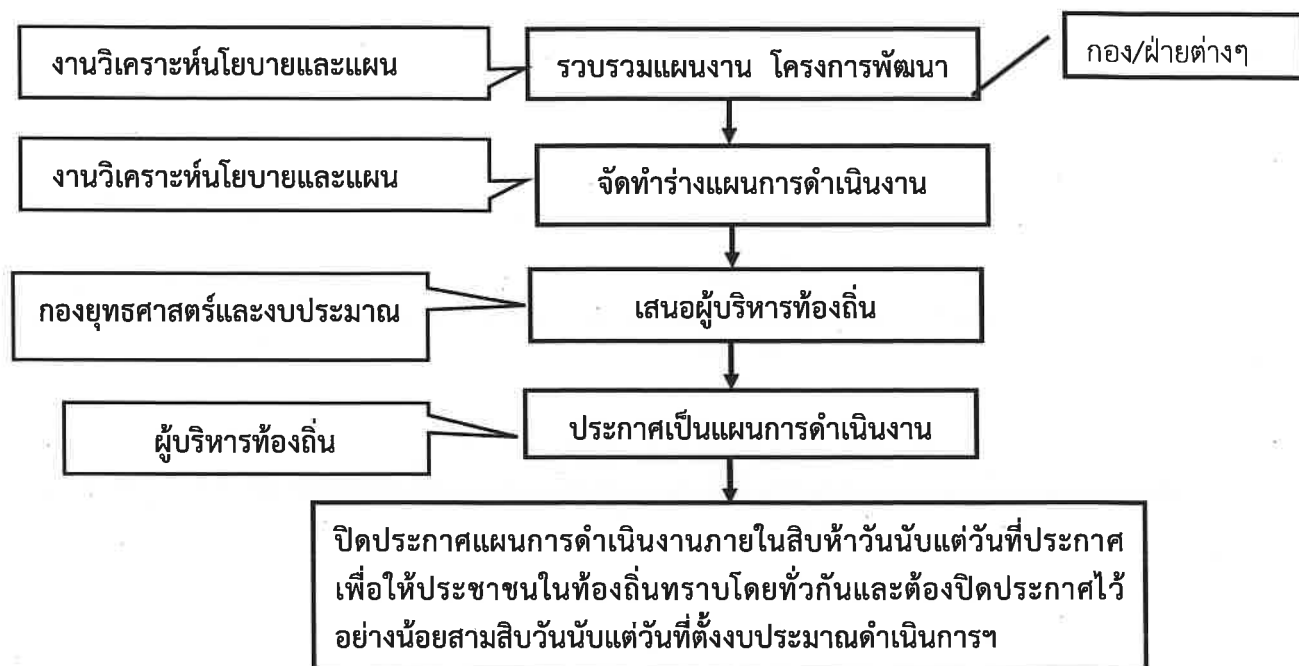 งานวิเคราะห์นโยบายและแผน
รวบรวมแผนงาน โครงการพัฒนา
กอง/ฝ่ายต่างๆ
งานวิเคราะห์นโยบายและแผน
จัดทำร่างแผนการดำเนินงาน
กองยุทธศาสตร์และงบประมาณ
เสนอผู้บริหารท้องถิ่น
ผู้บริหารท้องถิ่น
ประกาศเป็นแผนการดำเนินงาน
ปิดประกาศแผนการดำเนินงานภายในสิบห้าวันนับแต่วันที่ประกาศ
เพื่อให้ประชาชนในท้องถิ่นทราบโดยทั่วกันและต้องปิดประกาศไว้
อย่างน้อยสามสิบวันนับแต่วันที่ตั้งงบประมาณดำเนินการฯ